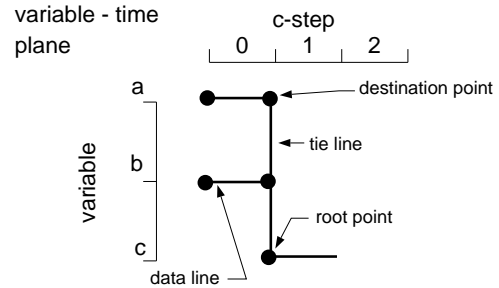 variable - time
plane
c-step
0 1 2
a
destination point
tie line
variable
b
root point
c
data line